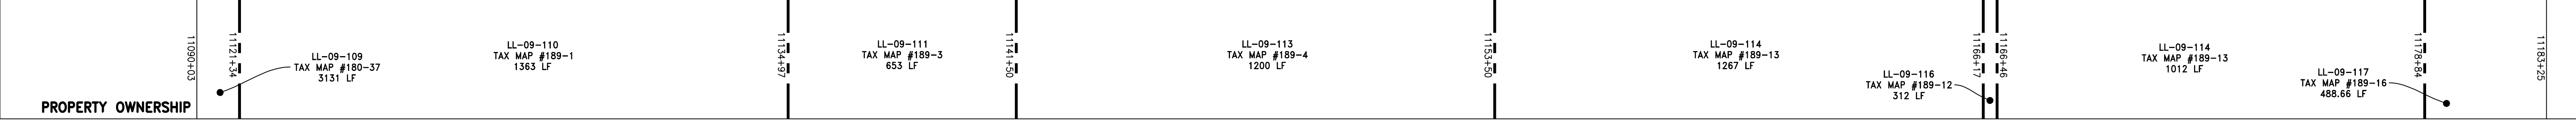 PROPERTY OWNERSHIP
11090+03
11121+34
LL-09-109
TAX MAP #180-37
3131 LF
LL-09-110
TAX MAP #189-1
1363 LF
11134+97
LL-09-111
TAX MAP #189-3
653 LF
11141+50
LL-09-113
TAX MAP #189-4
1200 LF
11153+50
LL-09-114
TAX MAP #189-13
1267 LF
LL-09-116
TAX MAP #189-12
312 LF
11166+17
11166+46
LL-09-114
TAX MAP #189-13
1012 LF
LL-09-117
TAX MAP #189-16
488.66 LF
11178+84
11183+25